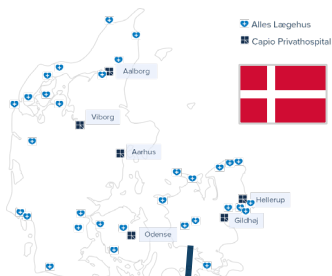 Alles Lægehus
Capio Privathospital
Aalborg
Viborg
Aarhus
Hellerup
Gildhøj
Odense